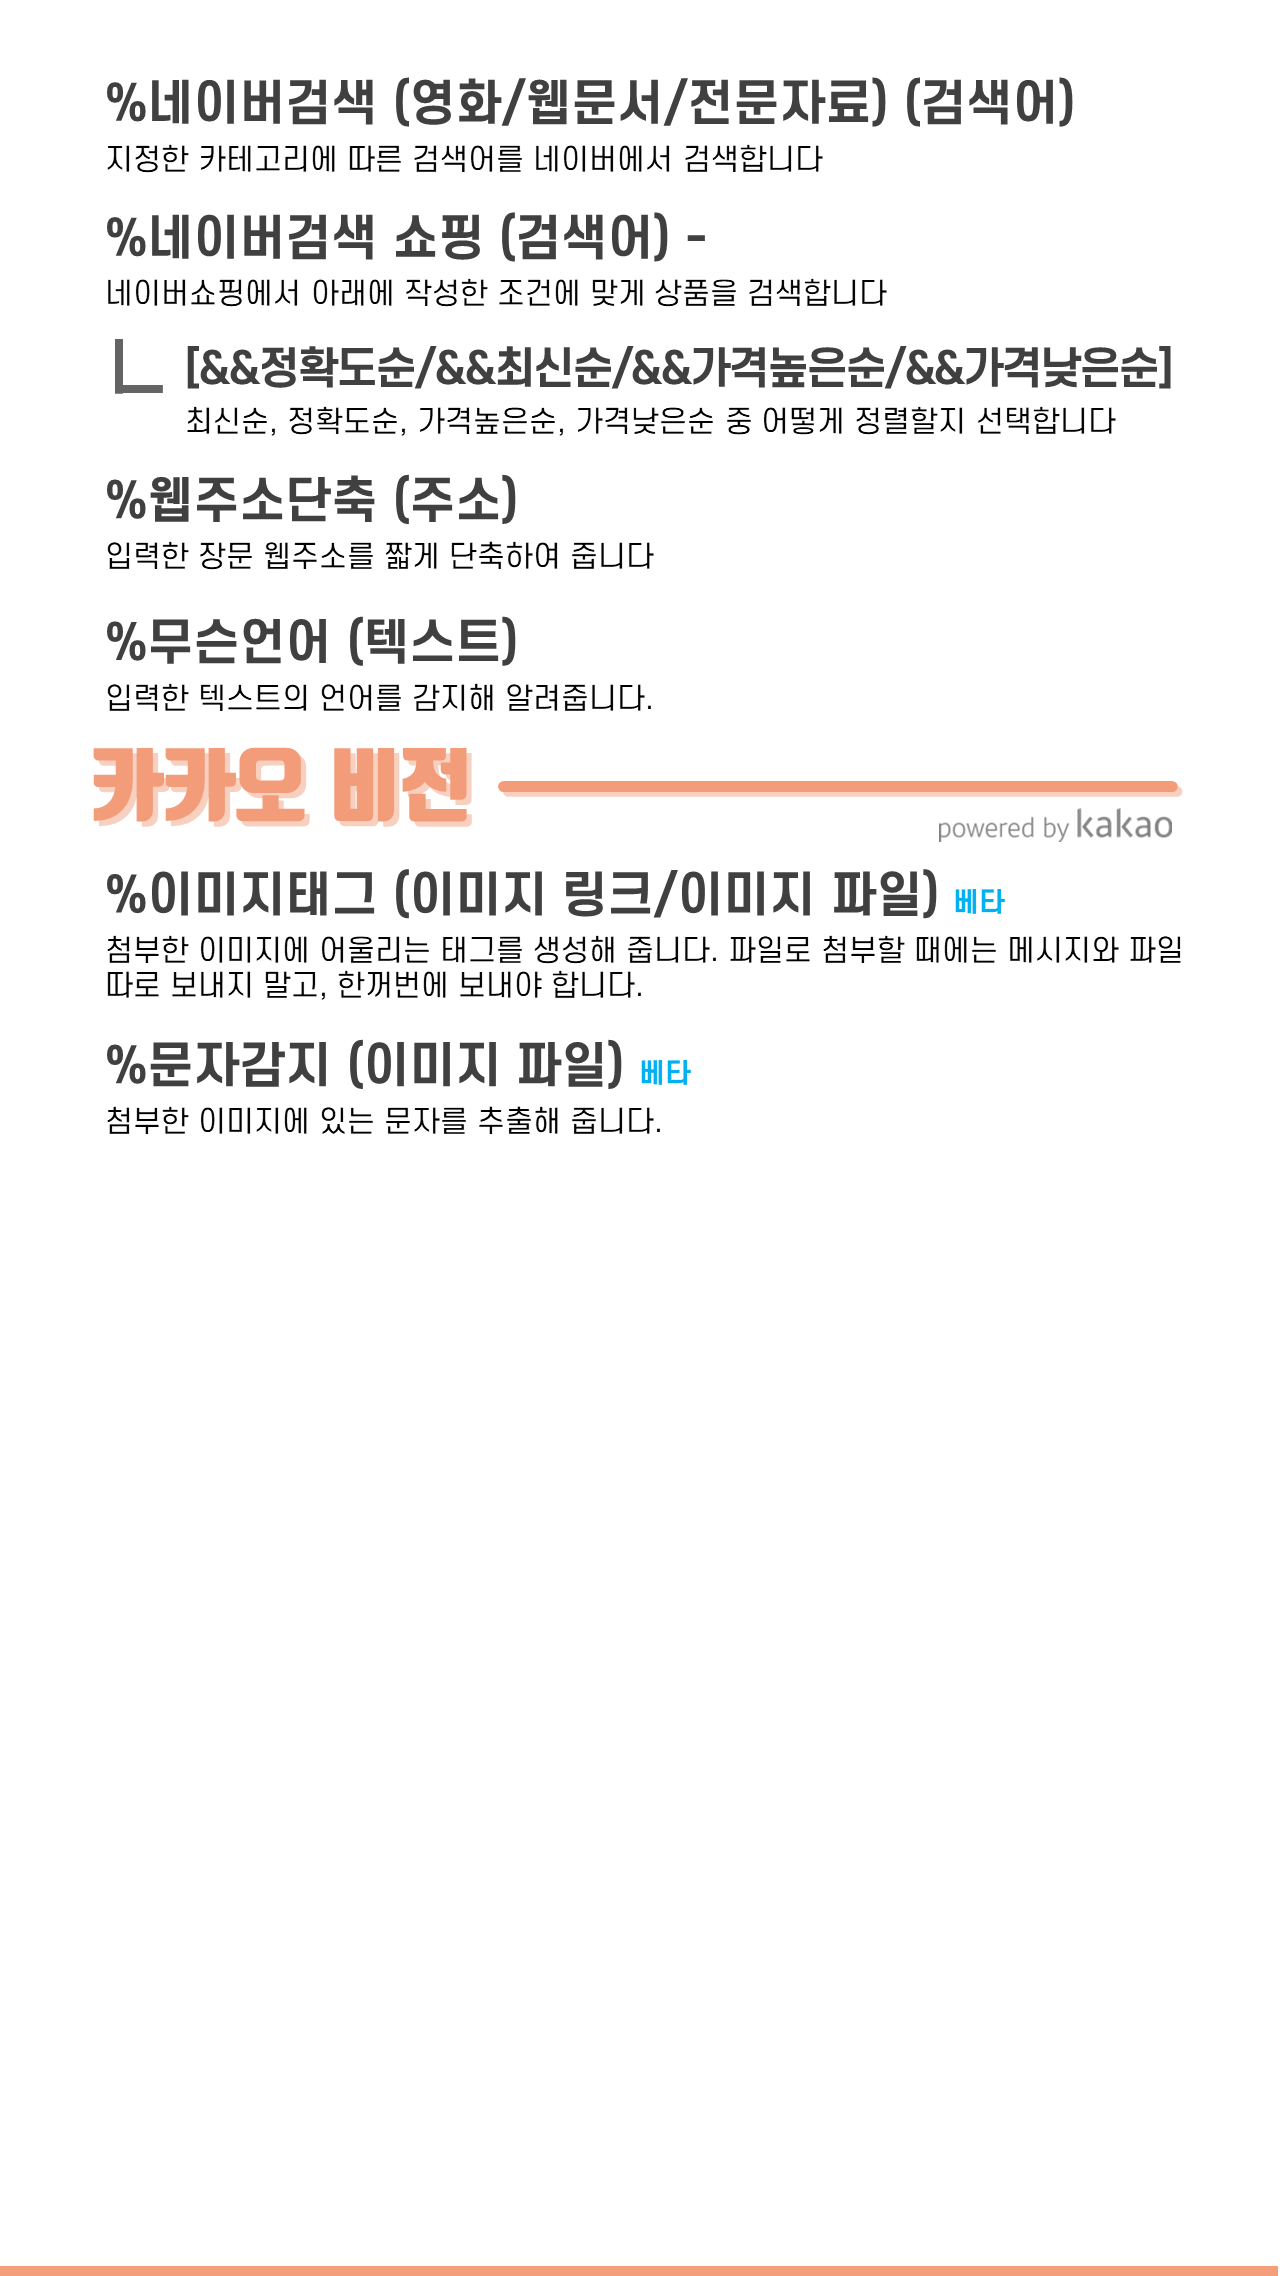 %네이버검색 (영화/웹문서/전문자료) (검색어)
지정한 카테고리에 따른 검색어를 네이버에서 검색합니다
%네이버검색 쇼핑 (검색어) -
네이버쇼핑에서 아래에 작성한 조건에 맞게 상품을 검색합니다
[&&정확도순/&&최신순/&&가격높은순/&&가격낮은순]
최신순, 정확도순, 가격높은순, 가격낮은순 중 어떻게 정렬할지 선택합니다
%웹주소단축 (주소)
입력한 장문 웹주소를 짧게 단축하여 줍니다
%무슨언어 (텍스트)
입력한 텍스트의 언어를 감지해 알려줍니다.
카카오 비전
powered by kakao
%이미지태그 (이미지 링크/이미지 파일) 베타
첨부한 이미지에 어울리는 태그를 생성해 줍니다. 파일로 첨부할 때에는 메시지와 파일
따로 보내지 말고, 한꺼번에 보내야 합니다.
%문자감지 (이미지 파일) 베타
첨부한 이미지에 있는 문자를 추출해 줍니다.